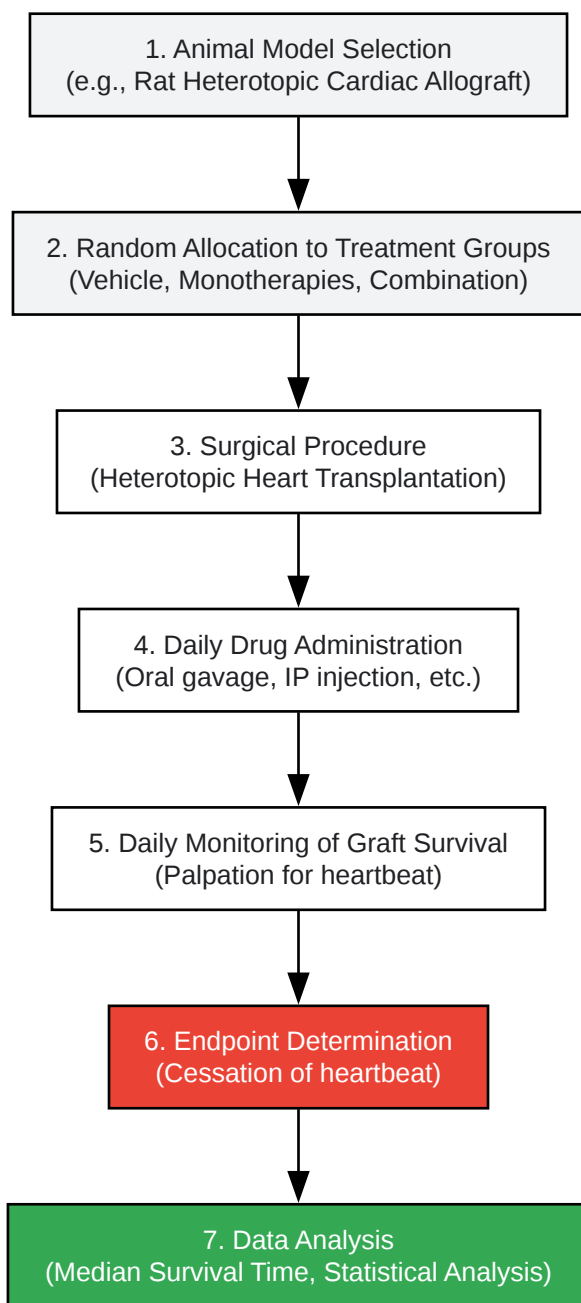 1. Animal Model Selection
(e.g., Rat Heterotopic Cardiac Allograft)
2. Random Allocation to Treatment Groups
(Vehicle, Monotherapies, Combination)
3. Surgical Procedure
(Heterotopic Heart Transplantation)
4. Daily Drug Administration
(Oral gavage, IP injection, etc.)
5. Daily Monitoring of Graft Survival
(Palpation for heartbeat)
6. Endpoint Determination
(Cessation of heartbeat)
7. Data Analysis
(Median Survival Time, Statistical Analysis)